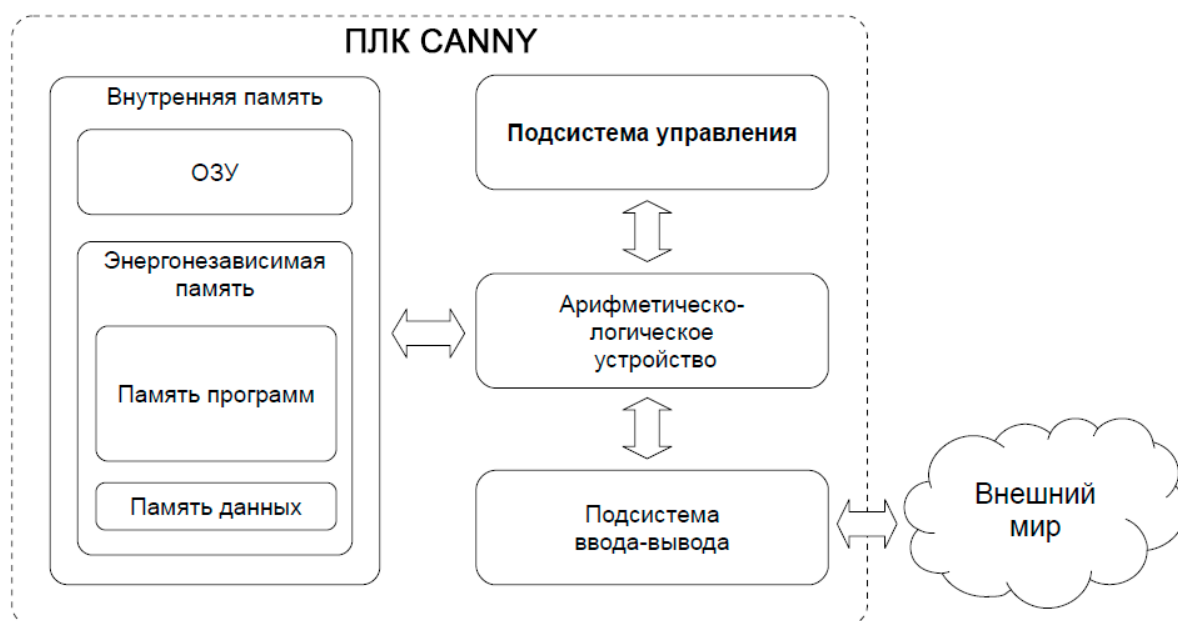 ПЛК CANNY
Внутренняя память
ОЗУ
Энергонезависимая
память
Память программ
Память данных
Подсистема управления
Арифметическо-
логическое
устройство
Подсистема
ввода-вывода
Внешний
мир